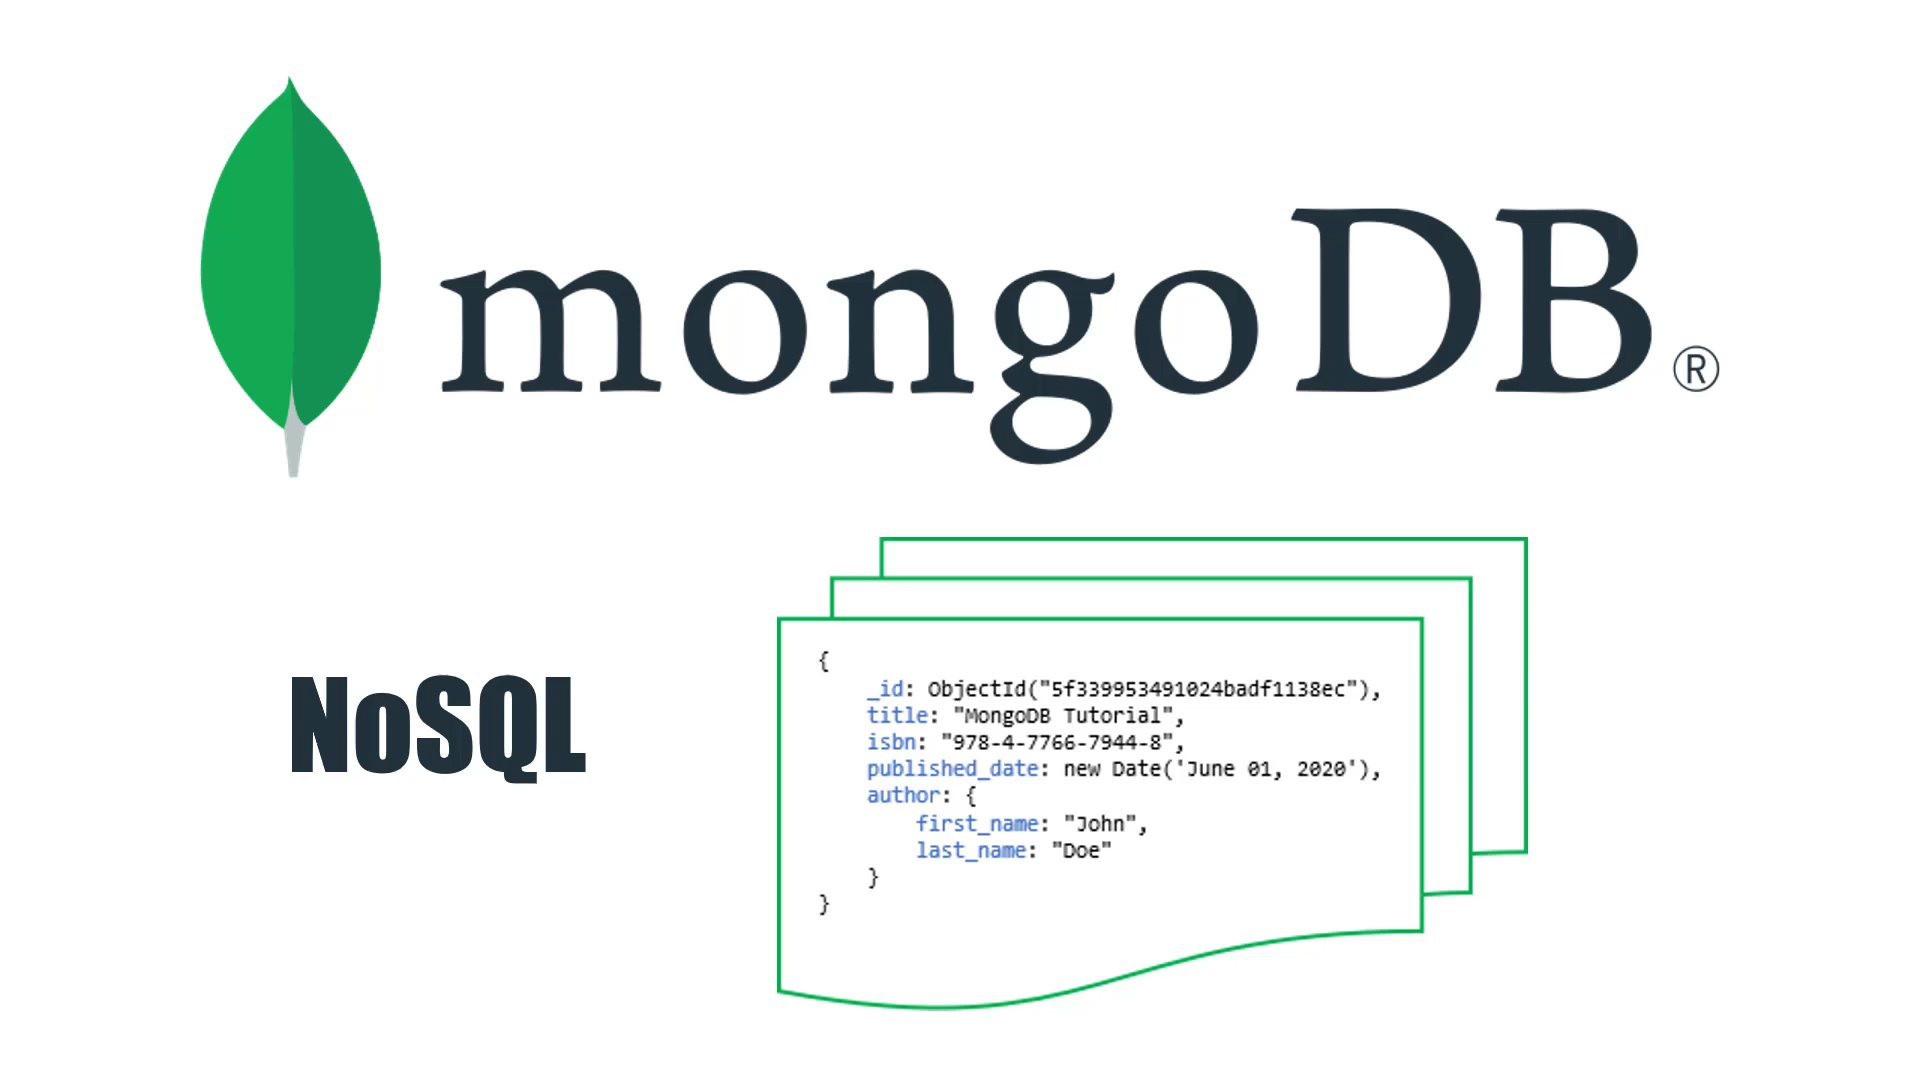 mongoDB®
NoSQL
{
_id: ObjectId("5f339953491024badf1138ec"),
title: "MongoDB Tutorial",
isbn: "978-4-7766-7944-8",
published_date: new Date('June 01, 2020'),
author: {
first_name: "John",
last_name: "Doe"
}
}